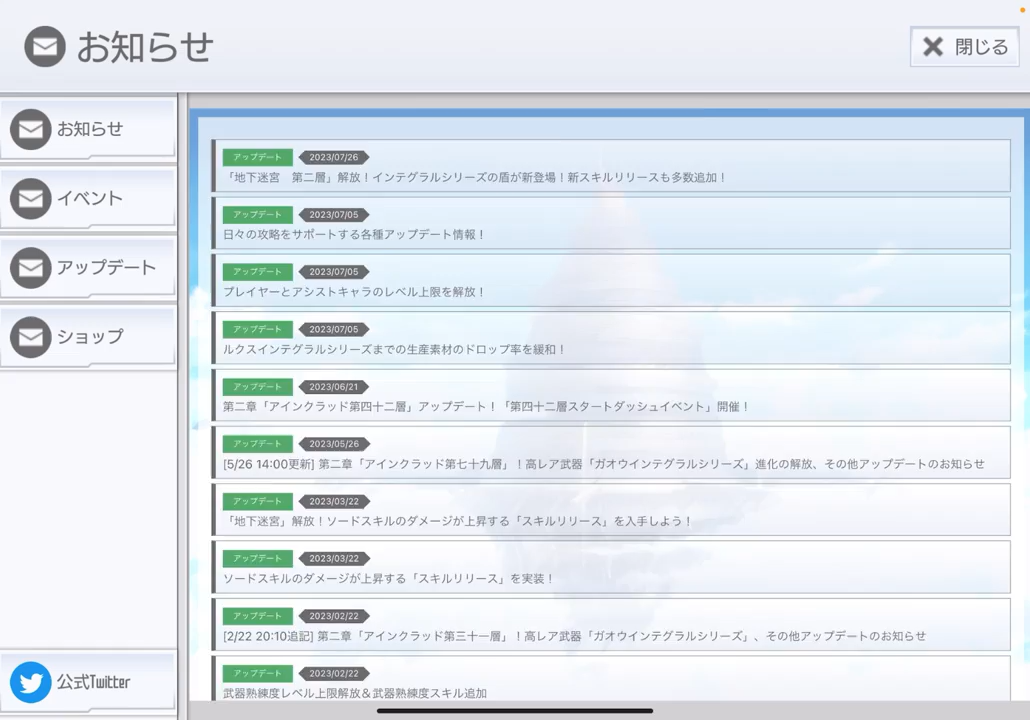 お知らせ
閉じる
お知らせ
イベント
アップデート
ショップ
公式Twitter
アップデート 2023/07/26
「地下迷宮　第二層」解放！インテグラルシリーズの盾が新登場！新スキルリリースも多数追加！
アップデート 2023/07/05
日々の攻略をサポートする各種アップデート情報！
アップデート 2023/07/05
プレイヤーとアシストキャラのレベル上限を解放！
アップデート 2023/07/05
ルクスインテグラルシリーズまでの生産素材のドロップ率を緩和！
アップデート 2023/06/21
第二章「アインクラッド第四十二層」アップデート！「第四十二層スタートダッシュイベント」開催！
アップデート 2023/05/26
[5/26 14:00更新] 第二章「アインクラッド第七十九層」！高レア武器「ガオウインテグラルシリーズ」進化の解放、その他アップデートのお知らせ
アップデート 2023/03/22
「地下迷宮」解放！ソードスキルのダメージが上昇する「スキルリリース」を入手しよう！
アップデート 2023/03/22
ソードスキルのダメージが上昇する「スキルリリース」を実装！
アップデート 2023/02/22
[2/22 20:10追記] 第二章「アインクラッド第三十一層」！高レア武器「ガオウインテグラルシリーズ」、その他アップデートのお知らせ
アップデート 2023/02/22
武器熟練度レベル上限解放＆武器熟練度スキル追加